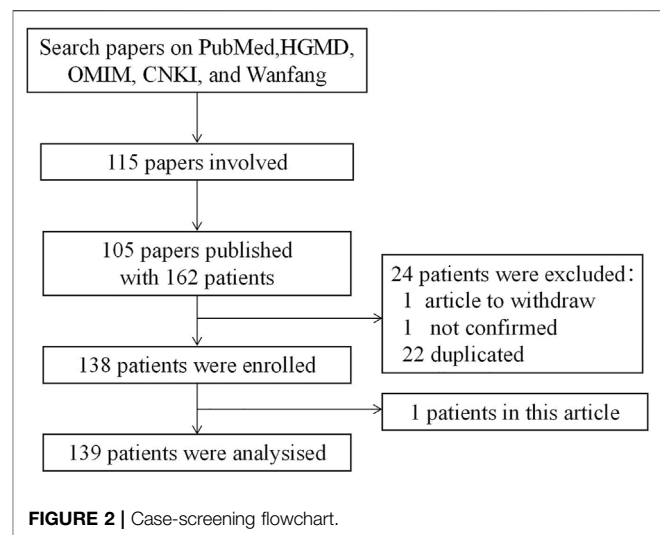 Search papers on PubMed,HGMD,
OMIM, CNKI, and Wanfang
115 papers involved
105 papers published
with 162 patients
24 patients were excluded:
1 article to withdraw
1 not confirmed
22 duplicated
138 patients were enrolled
1 patients in this article
139 patients were analysised
FIGURE 2 | Case-screening flowchart.